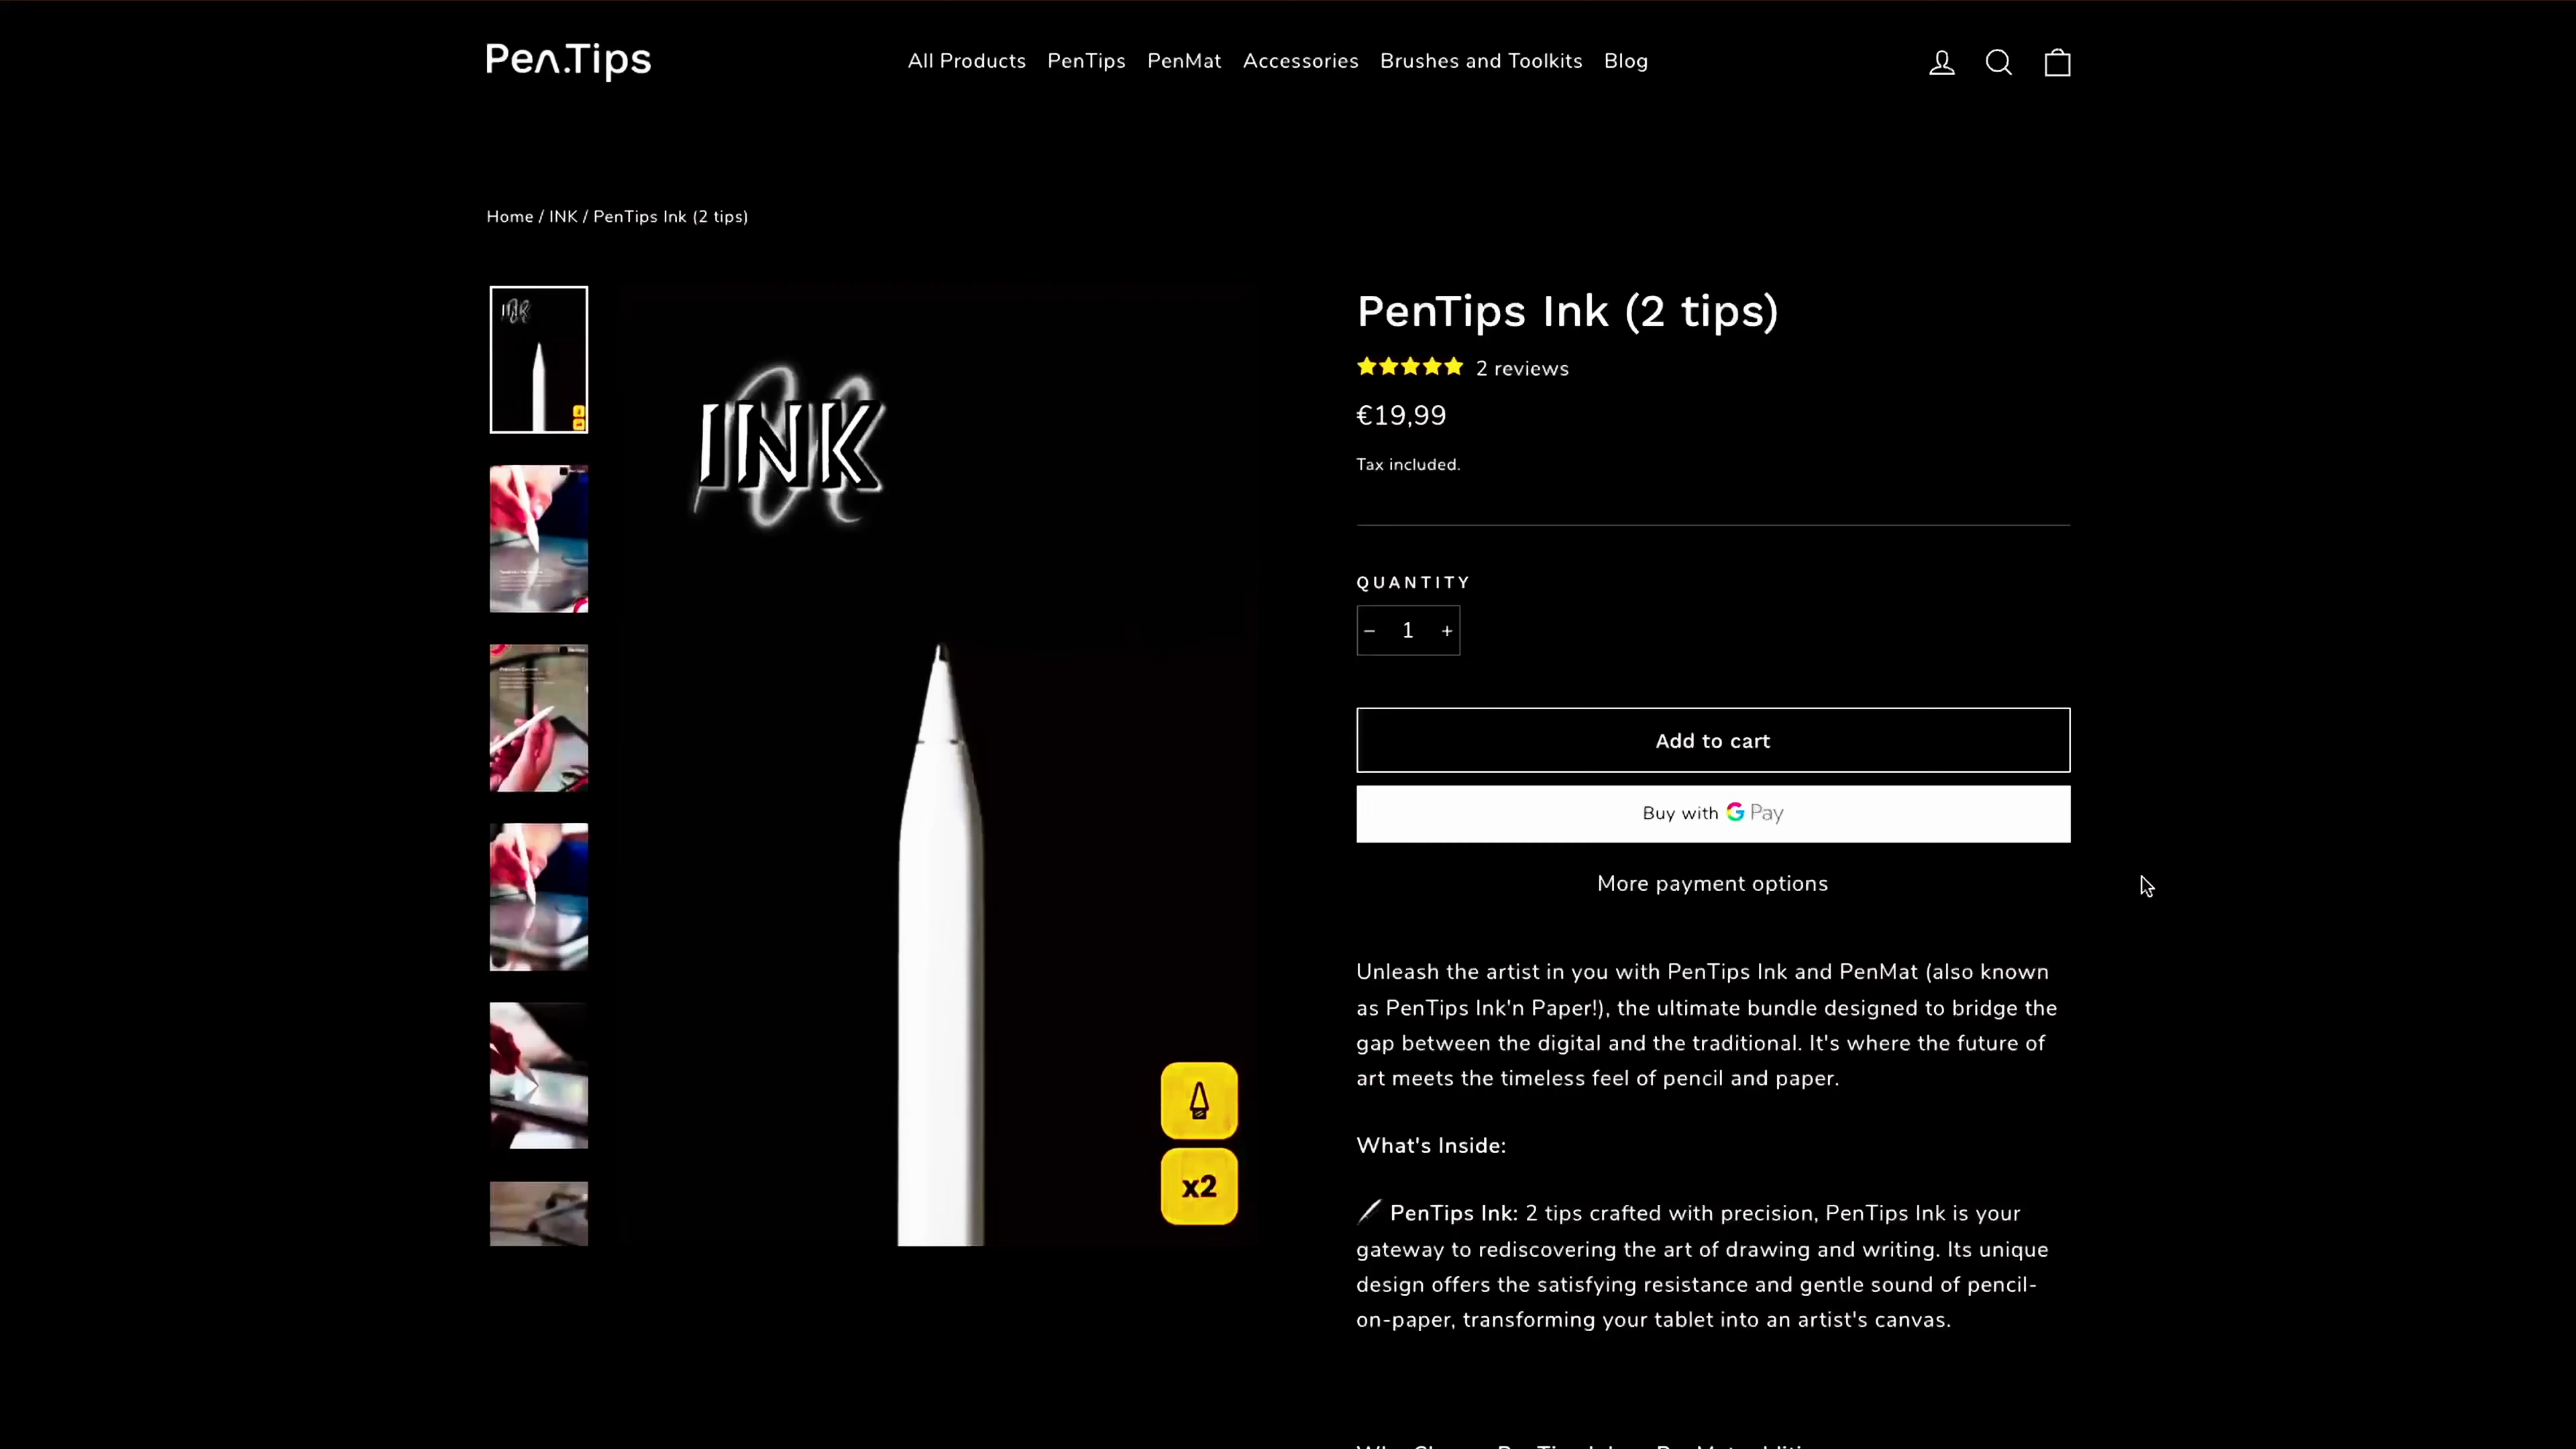 Pen.Tips
All Products PenTips PenMat Accessories Brushes and Toolkits Blog
Home / INK / PenTips Ink (2 tips)
INK
INK
x2
PenTips Ink (2 tips)
2 reviews
€19,99
Tax included.
QUANTITY
− 1 +
Add to cart
Buy with G Pay
More payment options
Unleash the artist in you with PenTips Ink and PenMat (also known
as PenTips Ink'n Paper!), the ultimate bundle designed to bridge the
gap between the digital and the traditional. It's where the future of
art meets the timeless feel of pencil and paper.
What's Inside:
PenTips Ink: 2 tips crafted with precision, PenTips Ink is your
gateway to rediscovering the art of drawing and writing. Its unique
design offers the satisfying resistance and gentle sound of pencil-
on-paper, transforming your tablet into an artist's canvas.